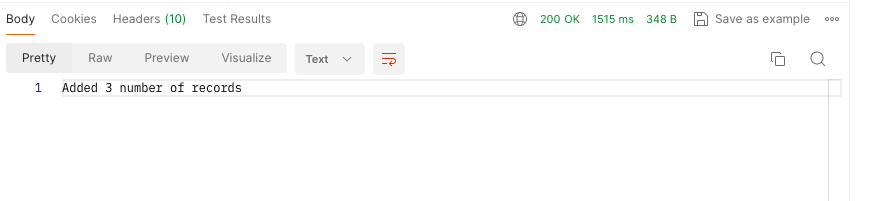 Body Cookies Headers (10) Test Results 200 OK 1515 ms 348 B Save as example
Pretty Raw Preview Visualize Text
1 Added 3 number of records